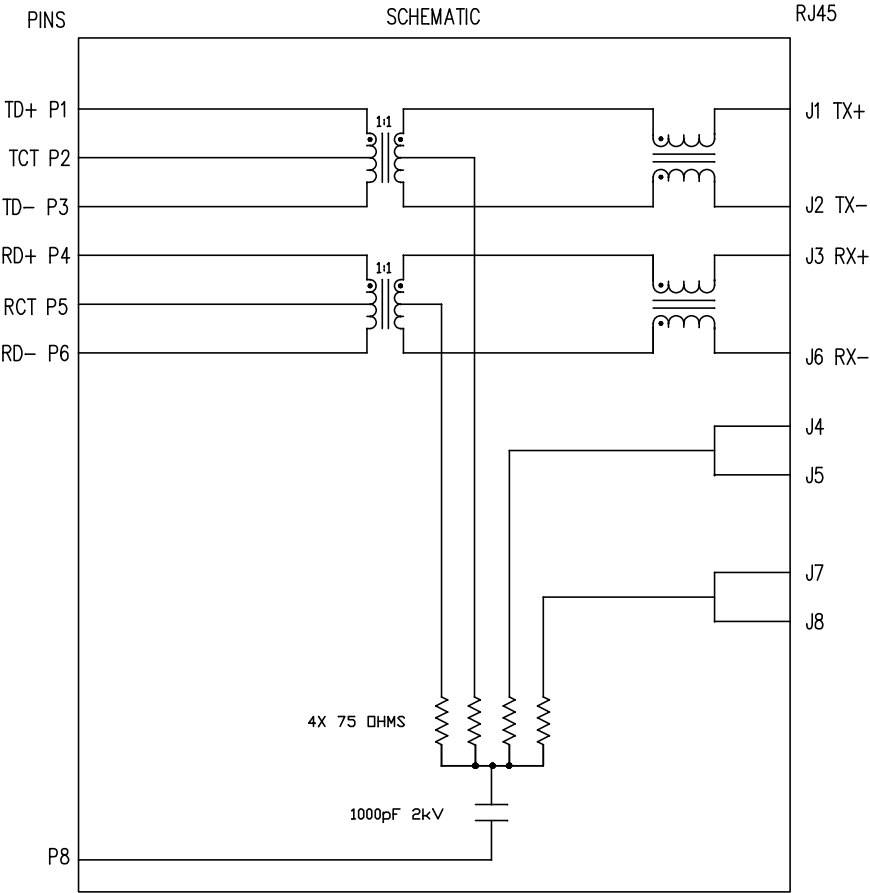 PINS SCHEMATIC RJ45
TD+ P1 1:1 J1 TX+
TCT P2
TD- P3 J2 TX-
RD+ P4 1:1 J3 RX+
RCT P5
RD- P6 J6 RX-
J4
J5
J7
J8
4X 75 OHMS
1000pF 2kV
P8